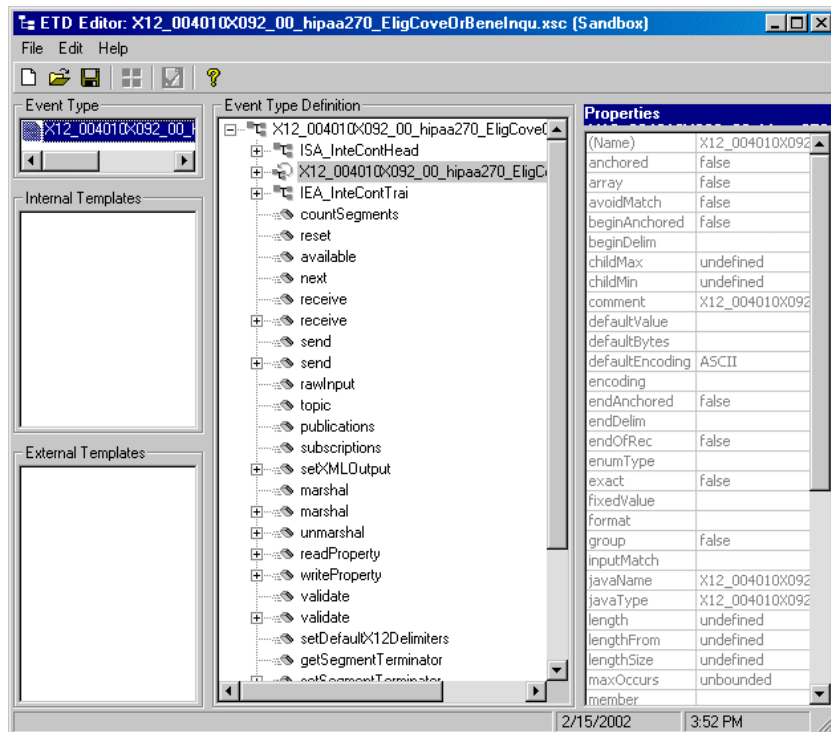 ETD Editor: X12_004010X092_00_hipaa270_EligCoveOrBeneInqu.xsc (Sandbox)
File Edit Help
Event Type
X12_004010X092_00_
Internal Templates
External Templates
Event Type Definition
X12_004010X092_00_hipaa270_EligCove
ISA_InteContHead
X12_004010X092_00_hipaa270_EligC
IEA_InteContTrai
countSegments
reset
available
next
receive
receive
send
send
rawInput
topic
publications
subscriptions
setXMLOutput
marshal
marshal
unmarshal
readProperty
writeProperty
validate
validate
setDefaultX12Delimiters
getSegmentTerminator
setSegmentTerminator
Properties
(Name) X12_004010X092
anchored false
array false
avoidMatch false
beginAnchored false
beginDelim
childMax undefined
childMin undefined
comment X12_004010X092
defaultValue
defaultBytes
defaultEncoding ASCII
encoding
endAnchored false
endDelim
endOfRec false
enumType
exact false
fixedValue
format
group false
inputMatch
javaName X12_004010X092
javaType X12_004010X092
length undefined
lengthFrom undefined
lengthSize undefined
maxOccurs unbounded
member
2/15/2002 3:52 PM